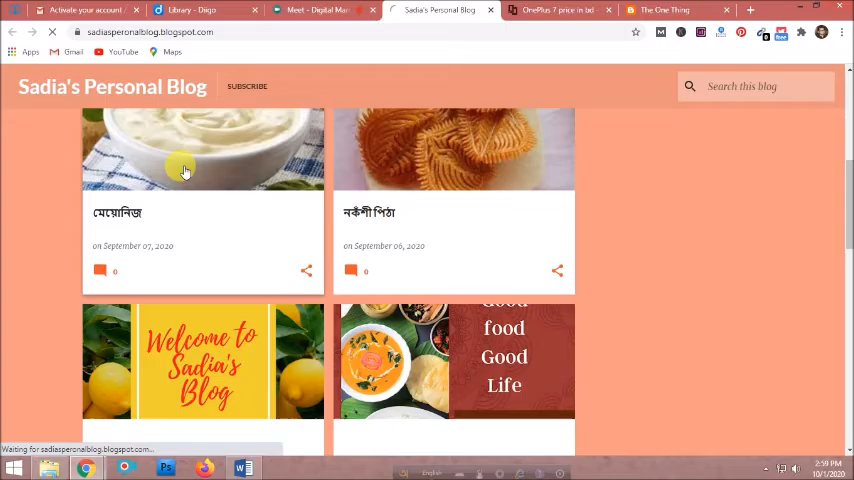 Activate your account
Library - Diigo
Meet - Digital Mar
Sadia's Personal Blog
OnePlus 7 price in bd
The One Thing
sadiasperonalblog.blogspot.com
Apps
Gmail
YouTube
Maps
Sadia's Personal Blog
SUBSCRIBE
Search this blog
মেয়োনিজ
নকঁশী পিঠা
on September 07, 2020
on September 06, 2020
0
0
Welcome to
Sadia's
Blog
Good
food
Good
Life
Waiting for sadiasperonalblog.blogspot.com...
English
2:59 PM
10/1/2020